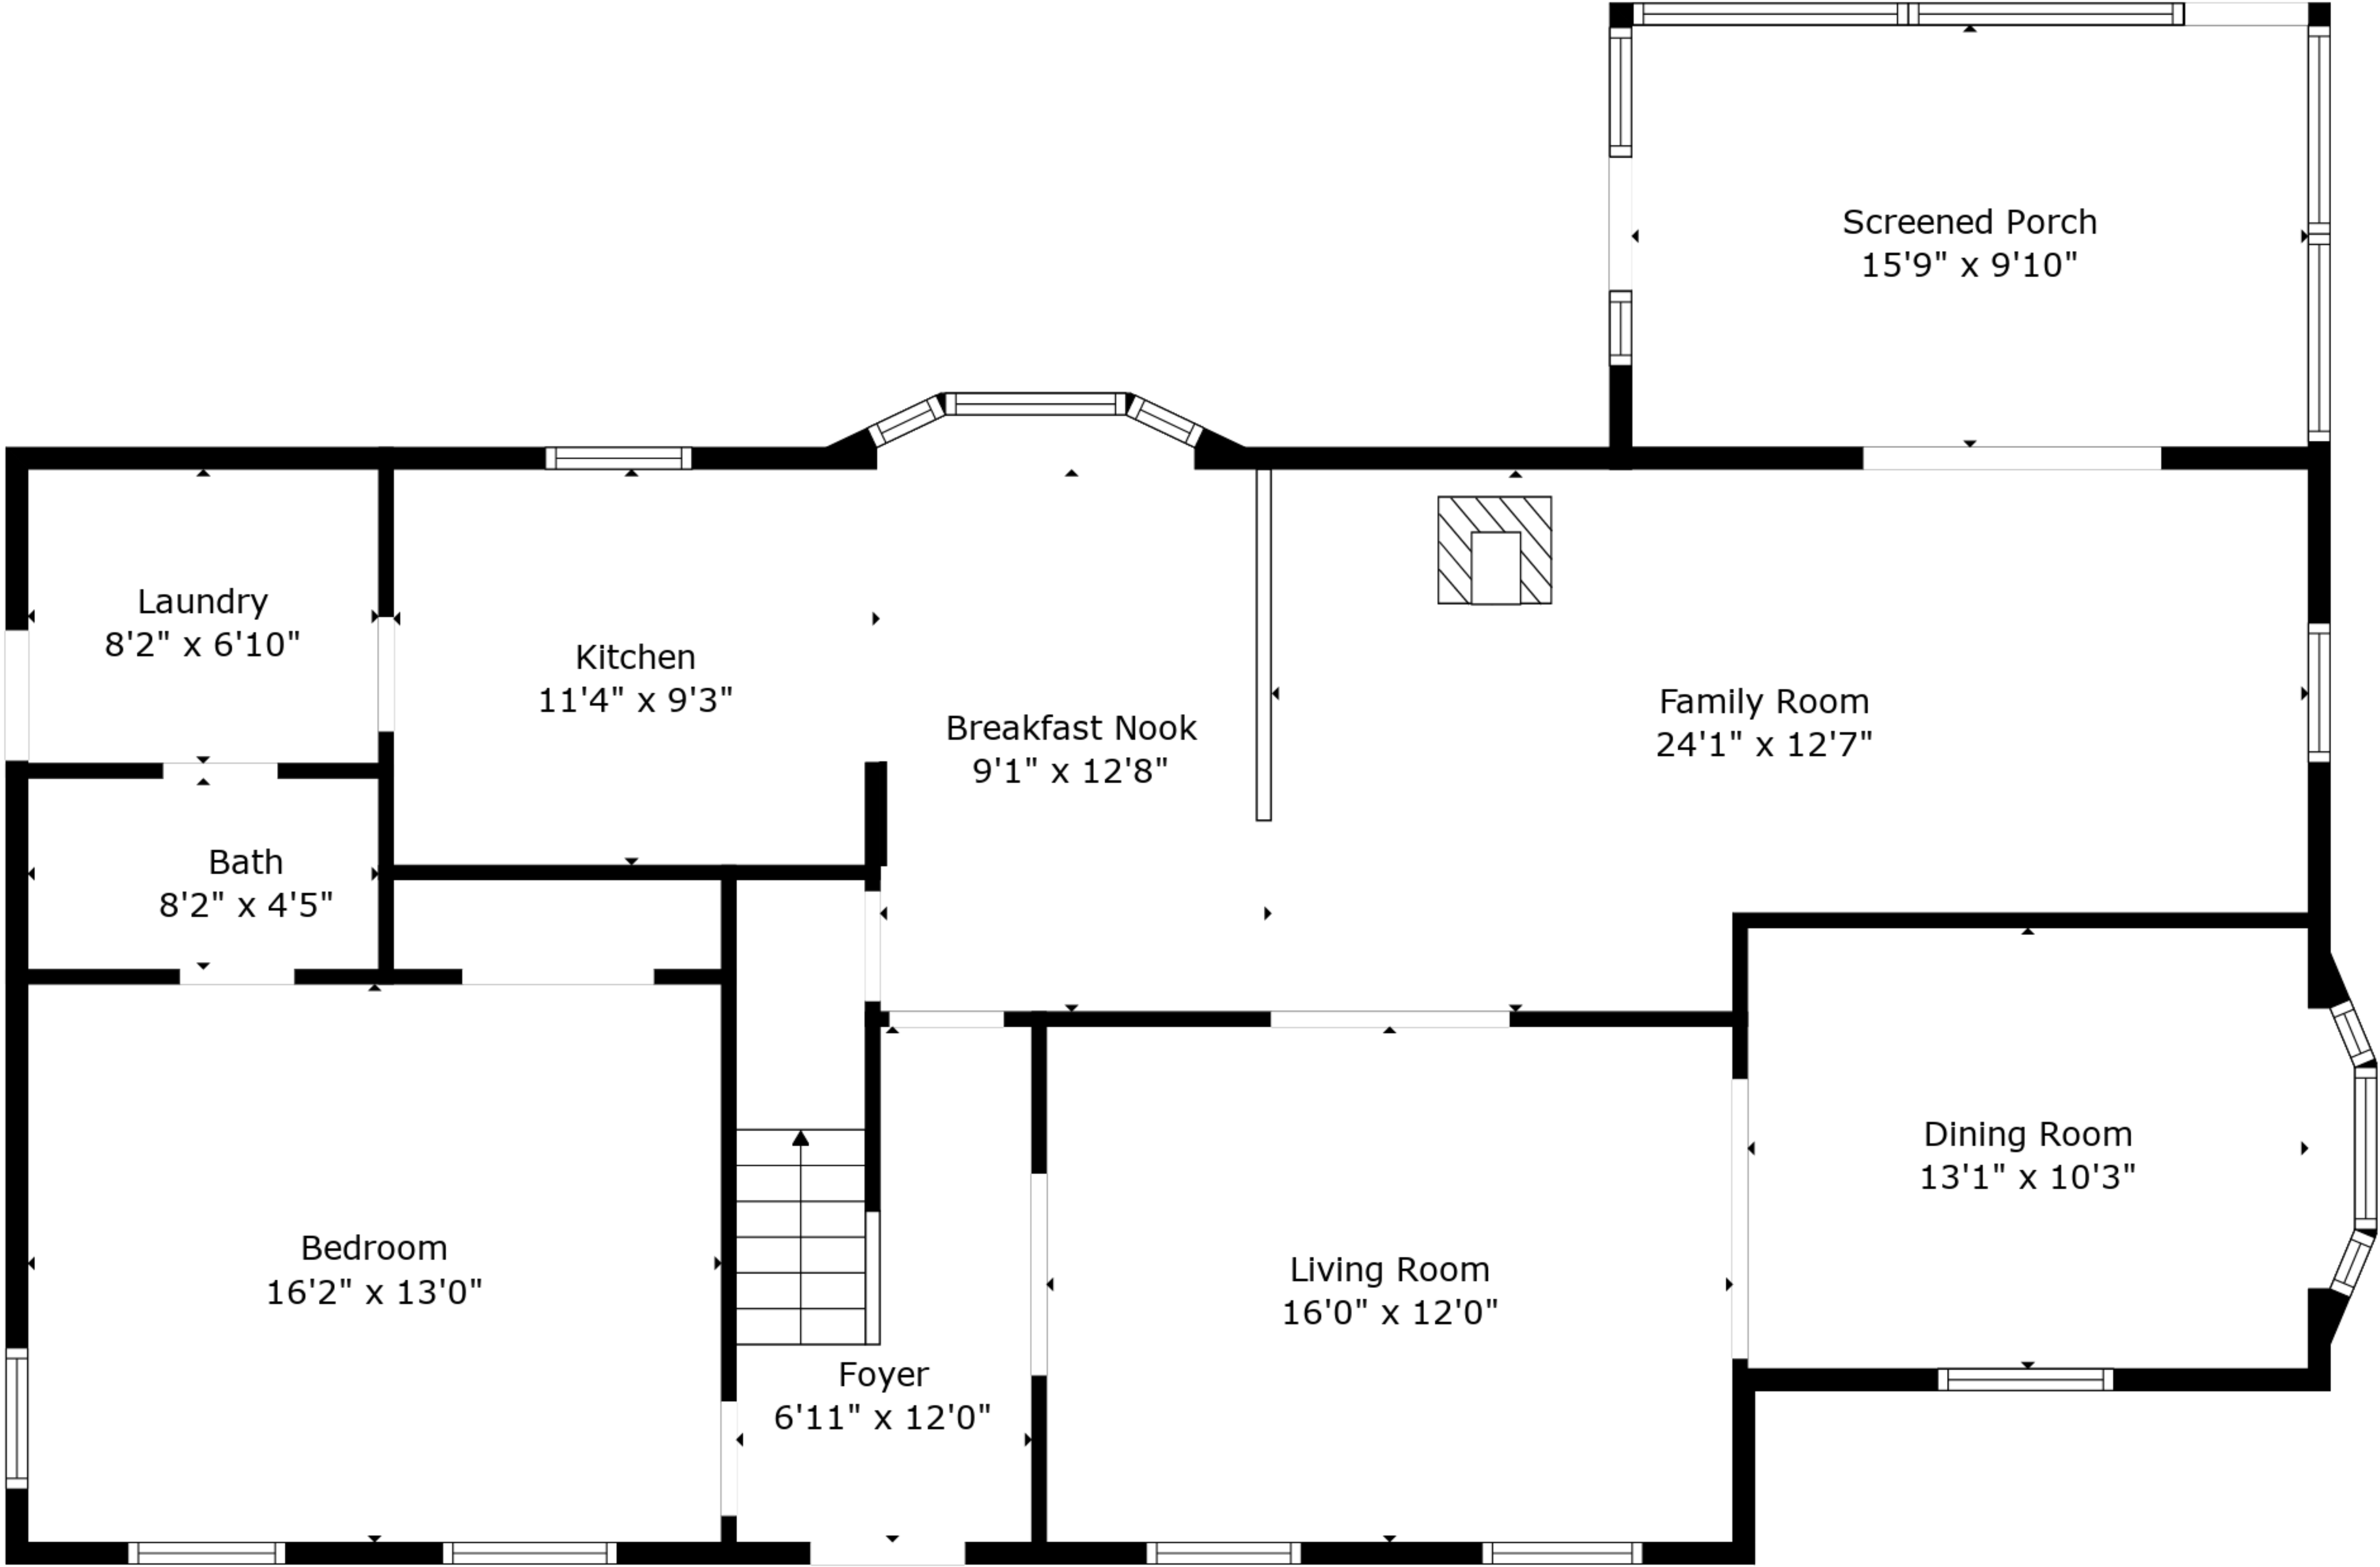 Screened Porch
15'9" x 9'10"
Laundry
8'2" x 6'10"
Kitchen
11'4" x 9'3"
Breakfast Nook
9'1" x 12'8"
Family Room
24'1" x 12'7"
Bath
8'2" x 4'5"
Dining Room
13'1" x 10'3"
Bedroom
16'2" x 13'0"
Living Room
16'0" x 12'0"
Foyer
6'11" x 12'0"